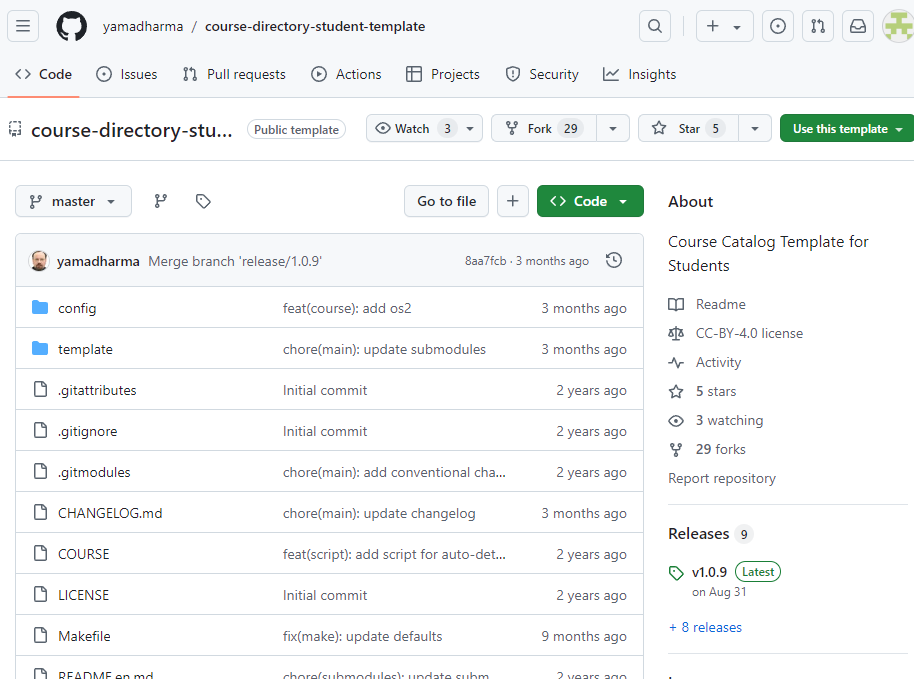 yamadharma / course-directory-student-template
Code Issues Pull requests Actions Projects Security Insights
course-directory-stu... Public template Watch 3 Fork 29 Star 5 Use this template
master Go to file + Code
yamadharma Merge branch 'release/1.0.9' 8aa7fcb · 3 months ago
config feat(course): add os2 3 months ago
template chore(main): update submodules 3 months ago
.gitattributes Initial commit 2 years ago
.gitignore Initial commit 2 years ago
.gitmodules chore(main): add conventional cha... 2 years ago
CHANGELOG.md chore(main): update changelog 3 months ago
COURSE feat(script): add script for auto-det... 2 years ago
LICENSE Initial commit 2 years ago
Makefile fix(make): update defaults 9 months ago
README.en.md chore(submodules): update subm... 2 years ago
About
Course Catalog Template for
Students
Readme
CC-BY-4.0 license
Activity
5 stars
3 watching
29 forks
Report repository
Releases 9
v1.0.9 Latest
on Aug 31
+ 8 releases